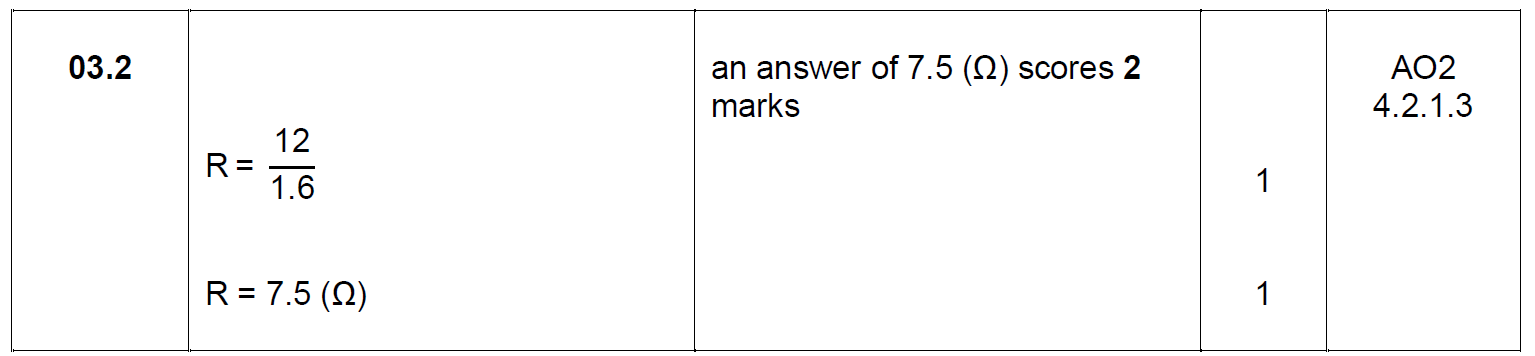 03.2
an answer of 7.5 (Ω) scores 2
marks
AO2
4.2.1.3
R = 12
1.6
1
R = 7.5 (Ω)
1